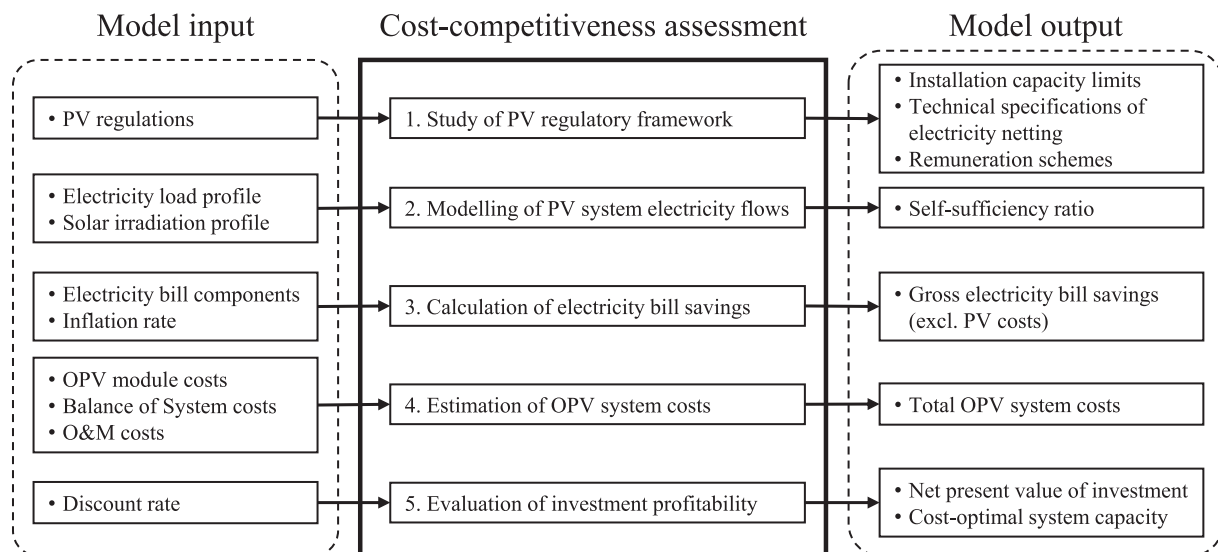 Model input
Cost-competitiveness assessment
Model output
• PV regulations
1. Study of PV regulatory framework
• Installation capacity limits
• Technical specifications of
electricity netting
• Remuneration schemes
• Electricity load profile
• Solar irradiation profile
2. Modelling of PV system electricity flows
• Self-sufficiency ratio
• Electricity bill components
• Inflation rate
3. Calculation of electricity bill savings
• Gross electricity bill savings
(excl. PV costs)
• OPV module costs
• Balance of System costs
• O&M costs
4. Estimation of OPV system costs
• Total OPV system costs
• Discount rate
5. Evaluation of investment profitability
• Net present value of investment
• Cost-optimal system capacity